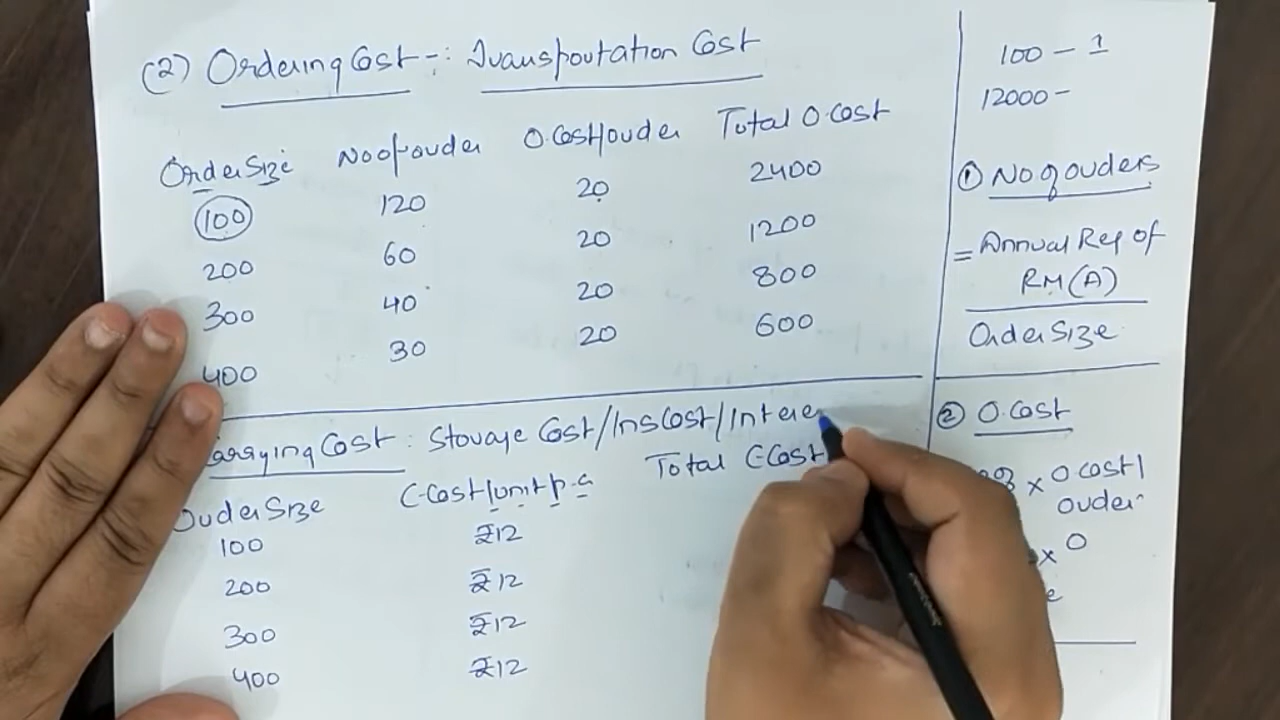 (2) Ordering Cost -: Transportation Cost
Order Size No of order O.Cost/order Total O.Cost
100 120 20 2400
200 60 20 1200
300 40 20 800
400 30 20 600
Carrying Cost : Storage Cost/Ins Cost/Intere
Order Size C.Cost/unit p.a Total C.Cost
100 ₹12
200 ₹12
300 ₹12
400 ₹12
100 - 1
12000 -
① No of orders
= Annual Req of
RM (A)
Order Size
② O.Cost
x O cost/
order
x O